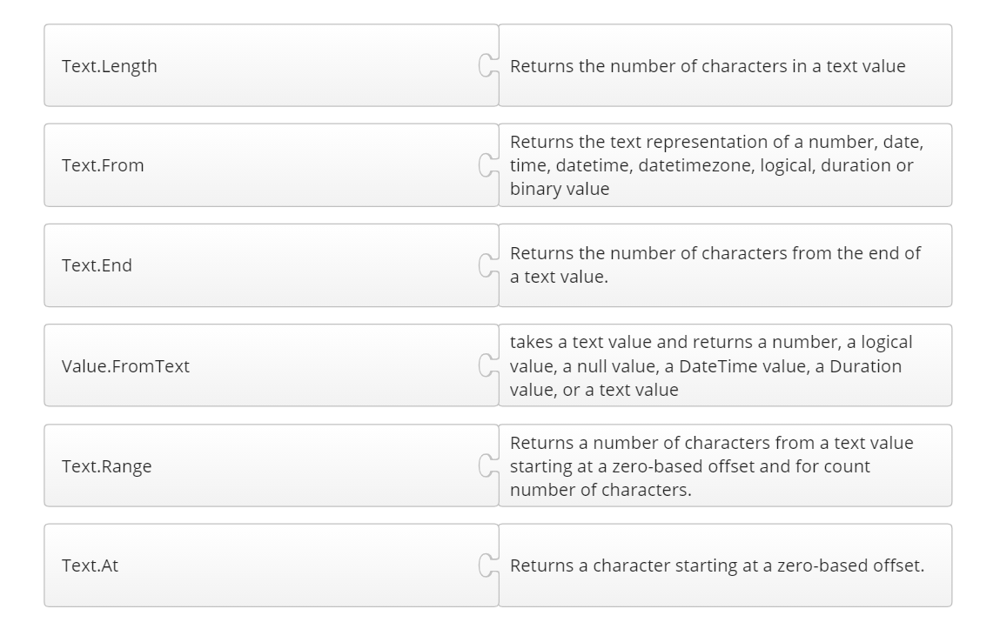 Text.Length
Returns the number of characters in a text value
Text.From
Returns the text representation of a number, date,
time, datetime, datetimezone, logical, duration or
binary value
Text.End
Returns the number of characters from the end of
a text value.
Value.FromText
takes a text value and returns a number, a logical
value, a null value, a DateTime value, a Duration
value, or a text value
Text.Range
Returns a number of characters from a text value
starting at a zero-based offset and for count
number of characters.
Text.At
Returns a character starting at a zero-based offset.